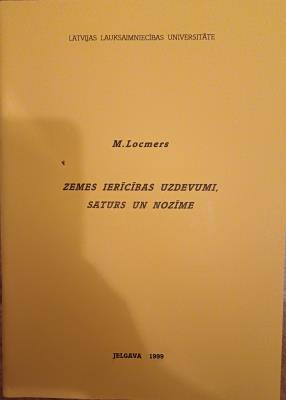 LATVIJAS LAUKSAIMNIECĪBAS UNIVERSITĀTE
M.Locmers
ZEMES IERĪCĪBAS UZDEVUMI,
SATURS UN NOZĪME
JELGAVA 1999